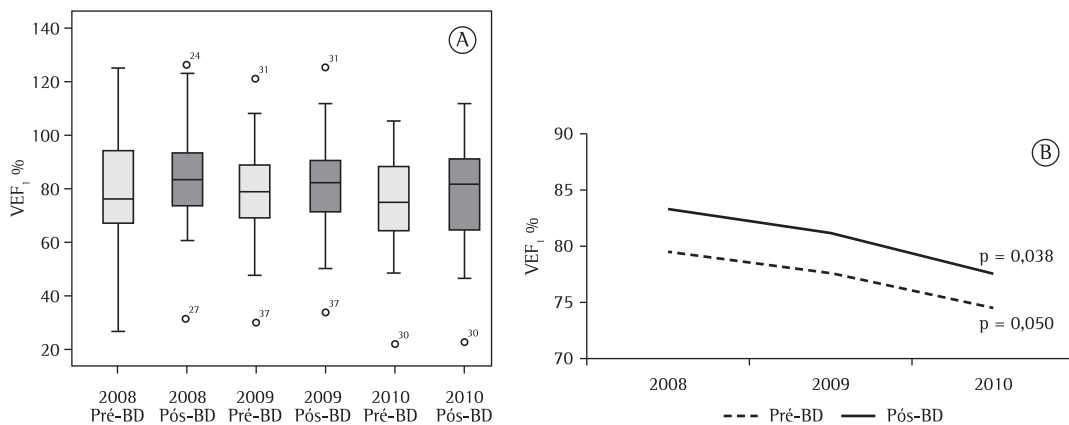 A
VEF1 %
140
120
100
80
60
40
20
24
27
31
37
31
37
30
30
2008 2008 2009 2009 2010 2010
Pré-BD Pós-BD Pré-BD Pós-BD Pré-BD Pós-BD
B
VEF1 %
90
85
80
75
70
p = 0,038
p = 0,050
2008 2009 2010
Pré-BD Pós-BD